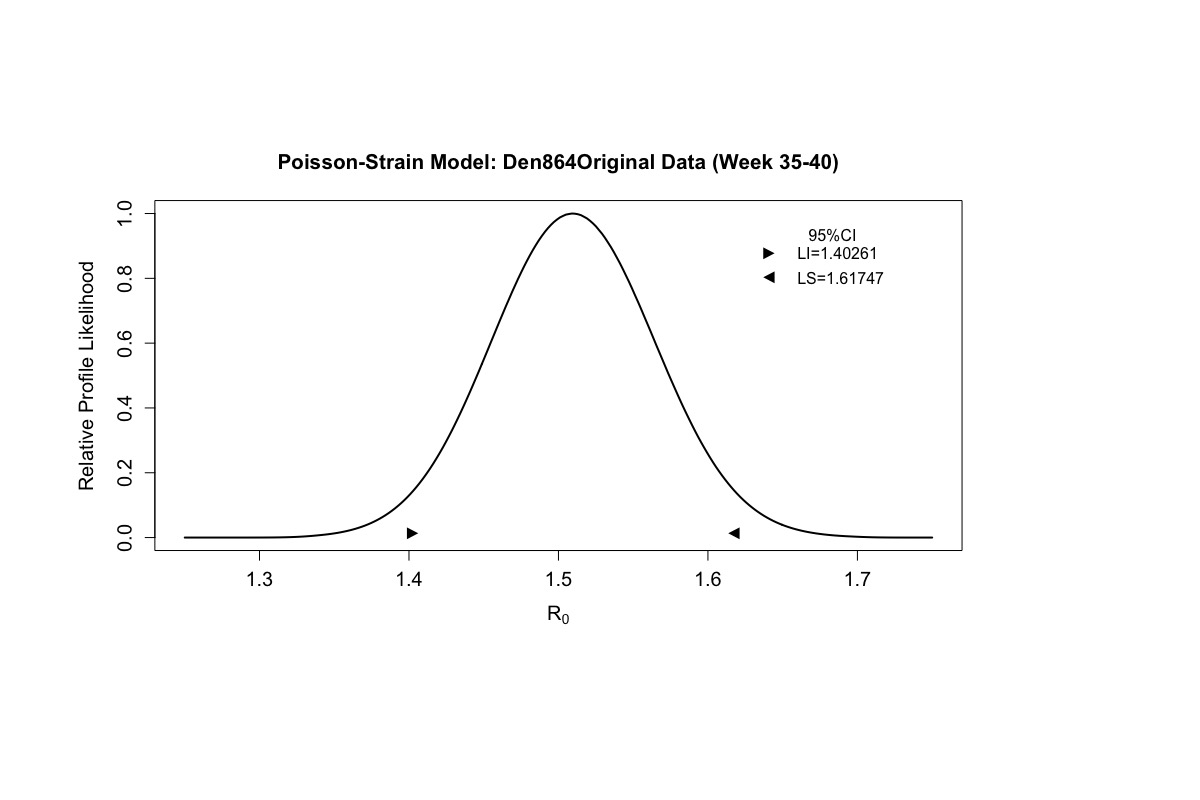 Poisson-Strain Model: Den864Original Data (Week 35-40)
95%CI
LI=1.40261
LS=1.61747
Relative Profile Likelihood
1.0
0.8
0.6
0.4
0.2
0.0
1.3 1.4 1.5 1.6 1.7
R0